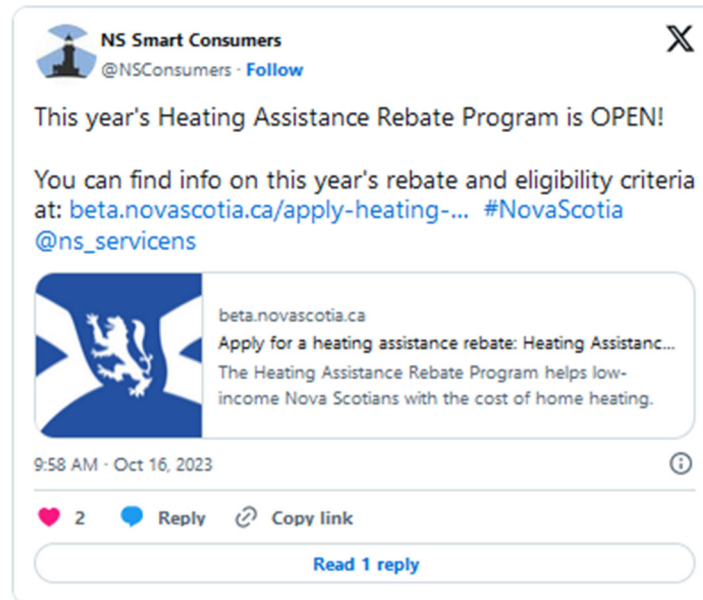 NS Smart Consumers
@NSConsumers · Follow
This year's Heating Assistance Rebate Program is OPEN!
You can find info on this year's rebate and eligibility criteria
at: beta.novascotia.ca/apply-heating-... #NovaScotia
@ns_servicens
beta.novascotia.ca
Apply for a heating assistance rebate: Heating Assistanc...
The Heating Assistance Rebate Program helps low-
income Nova Scotians with the cost of home heating.
9:58 AM · Oct 16, 2023
2 Reply Copy link
Read 1 reply